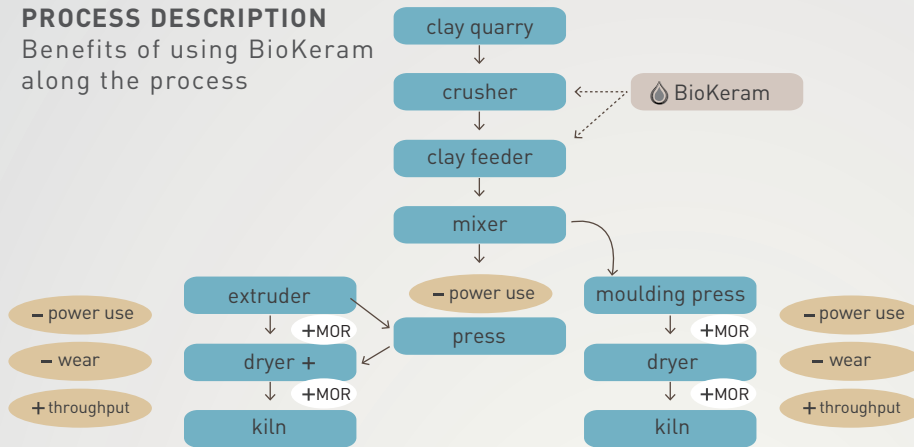 PROCESS DESCRIPTION
Benefits of using BioKeram
along the process
clay quarry
crusher
BioKeram
clay feeder
mixer
- power use
extruder
+MOR
dryer +
+MOR
kiln
press
moulding press
+MOR
dryer
+MOR
kiln
- power use
- wear
+ throughput
- power use
- wear
+ throughput